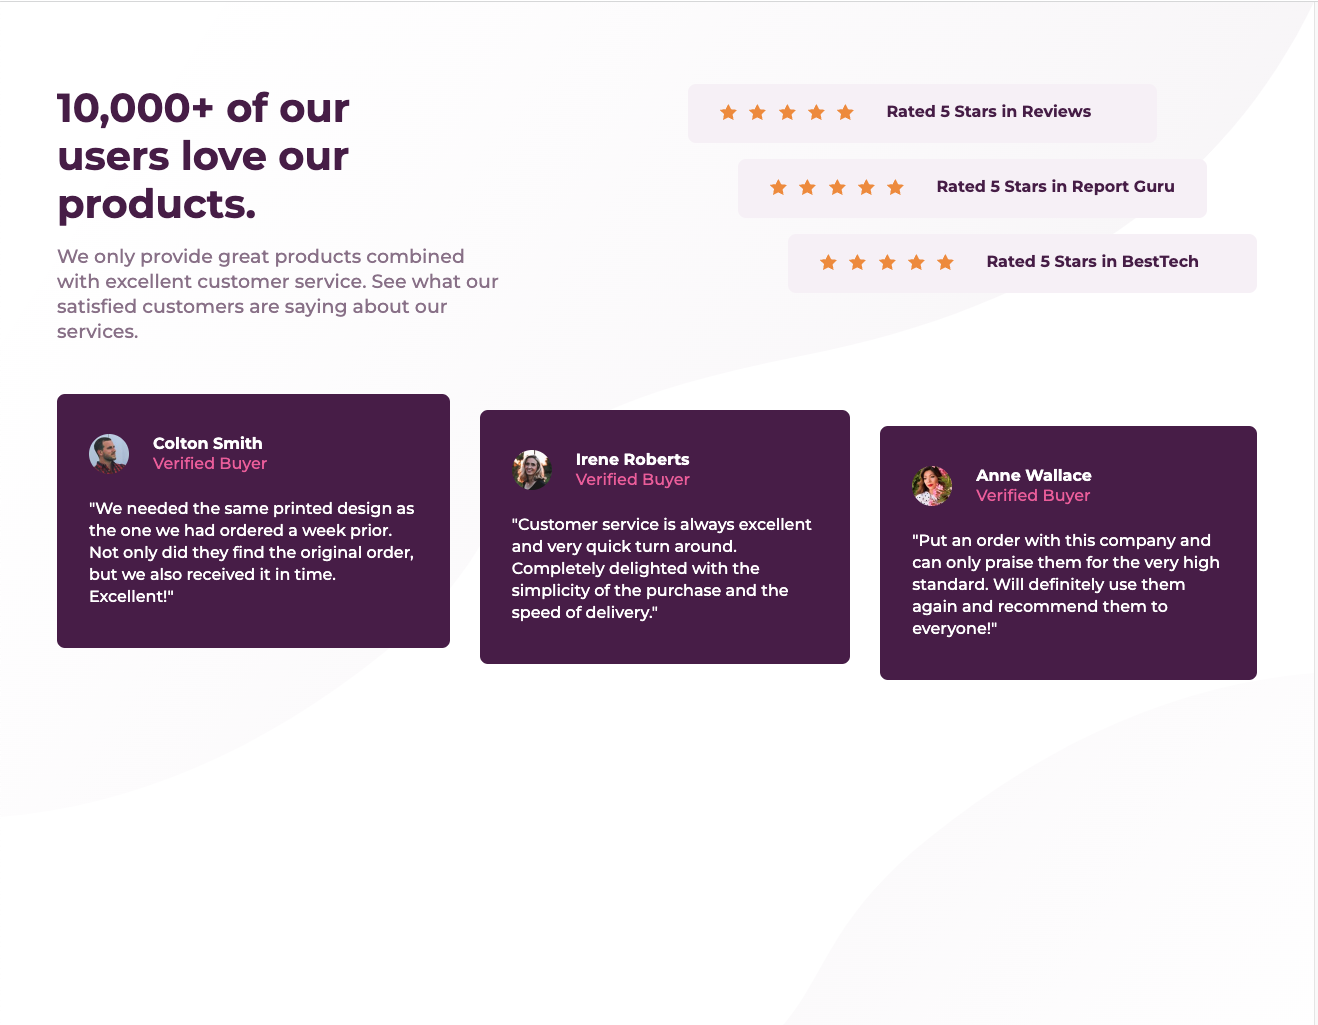 10,000+ of our
users love our
products.
We only provide great products combined
with excellent customer service. See what our
satisfied customers are saying about our
services.
Rated 5 Stars in Reviews
Rated 5 Stars in Report Guru
Rated 5 Stars in BestTech
Colton Smith
Verified Buyer
"We needed the same printed design as
the one we had ordered a week prior.
Not only did they find the original order,
but we also received it in time.
Excellent!"
Irene Roberts
Verified Buyer
"Customer service is always excellent
and very quick turn around.
Completely delighted with the
simplicity of the purchase and the
speed of delivery."
Anne Wallace
Verified Buyer
"Put an order with this company and
can only praise them for the very high
standard. Will definitely use them
again and recommend them to
everyone!"